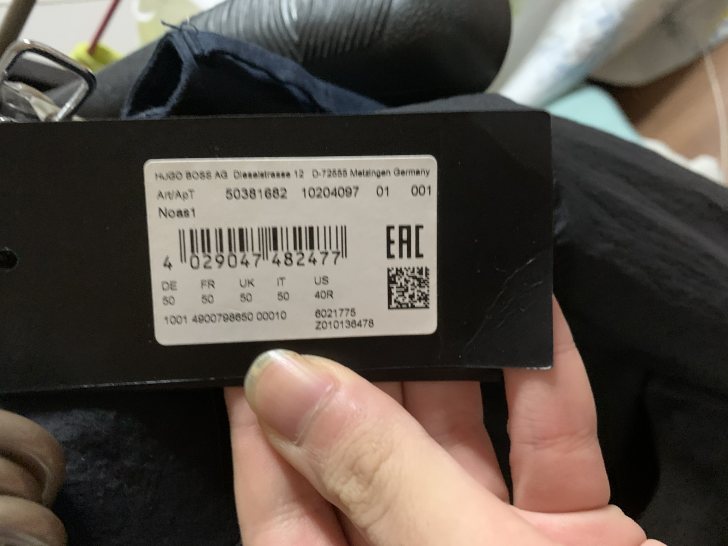 HUGO BOSS AG Dieselstrasse 12 D-72555 Metzingen Germany
Art/ApT 50381682 10204097 01 001
Noas1
4 029047 482477
EAC
DE FR UK IT US
50 50 50 50 40R
1001 4900798650 00010 6021775
Z010136478